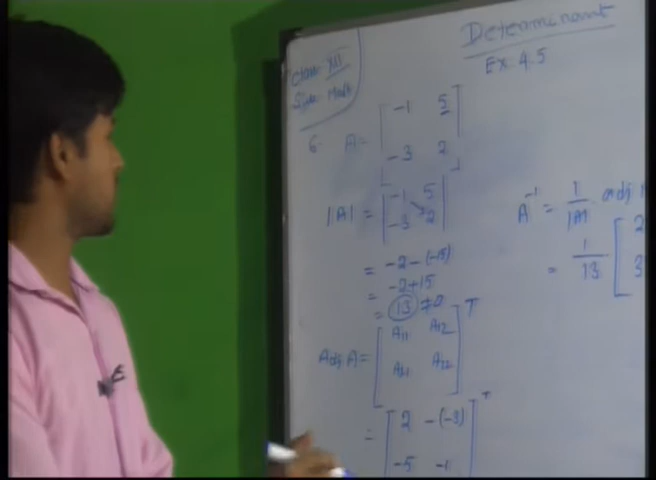 Determinant
Ex. 4.5
Class XII
Sub. Math
6. A = [ -1 5
-3 2 ]
|A| = | -1 5
-3 2 |
= -2 - (-15)
= -2 + 15
= 13 ≠ 0
Adj. A = [ A11 A12
A21 A22 ] T
= [ 2 -(-3)
-5 -1 ] T
A^-1 = 1/|A| adj
= 1/13 [ 2
3